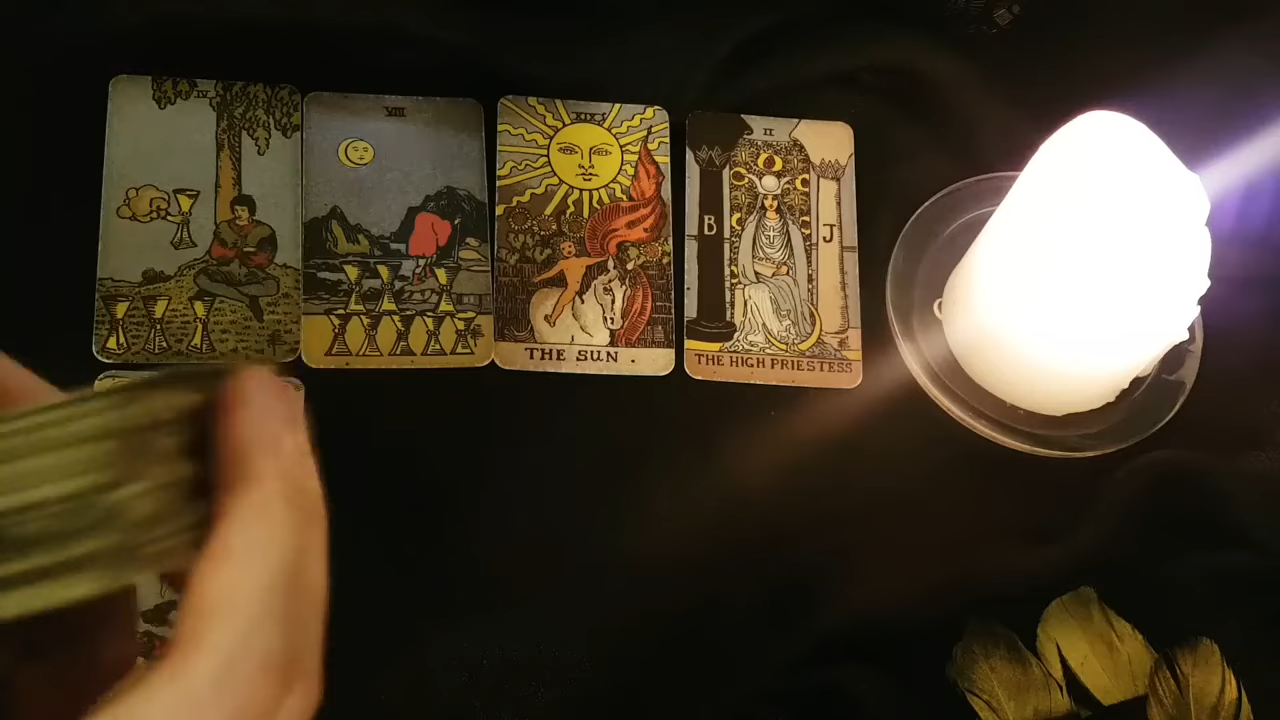 IV
VIII
XIX
THE SUN .
II
B
J
THE HIGH PRIESTESS